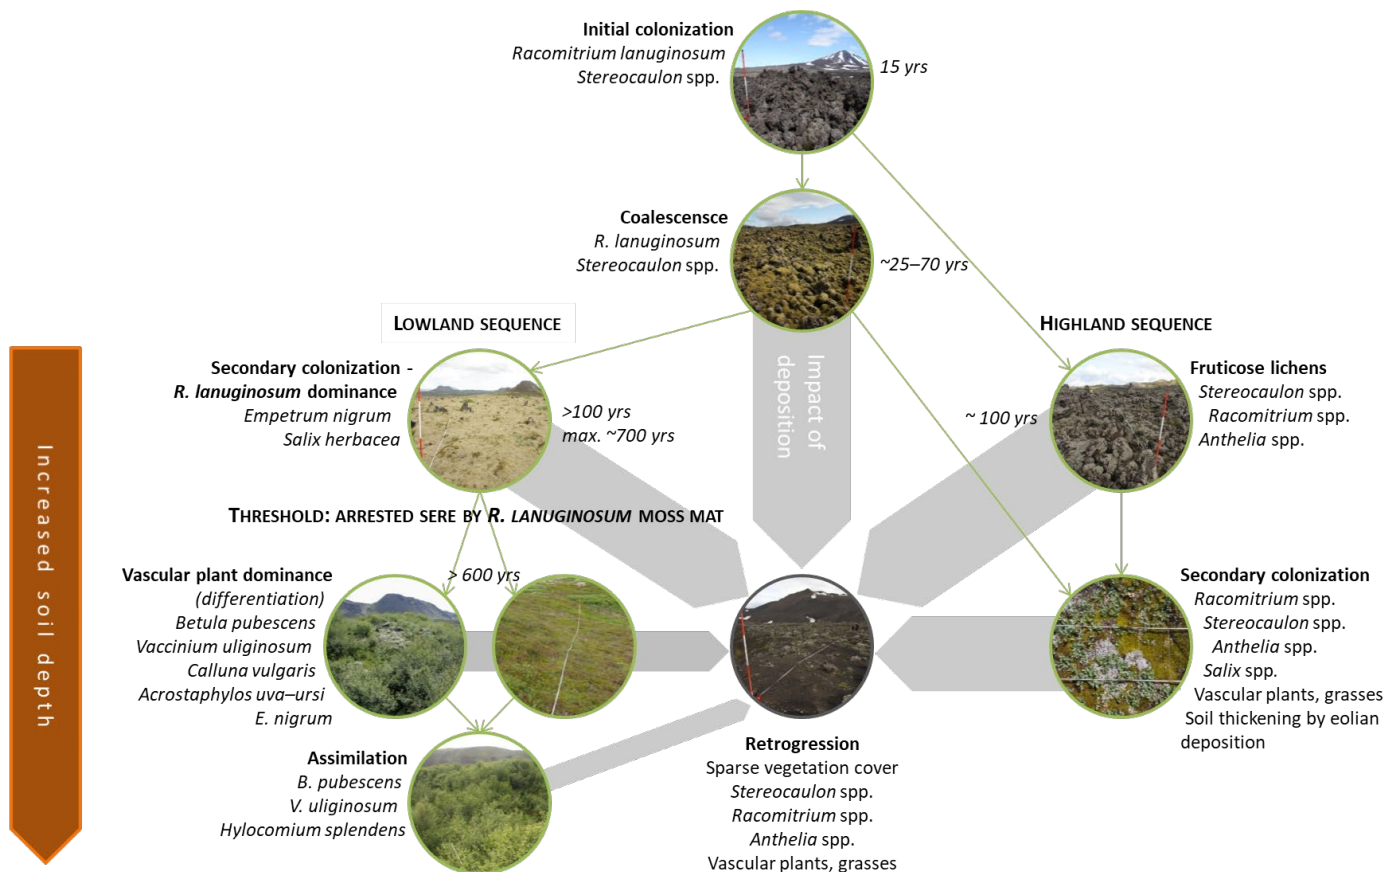 Initial colonization
Racomitrium lanuginosum
Stereocaulon spp.
15 yrs
Coalescensce
R. lanuginosum
Stereocaulon spp.
~25–70 yrs
LOWLAND SEQUENCE
HIGHLAND SEQUENCE
Secondary colonization -
R. lanuginosum dominance
Empetrum nigrum
Salix herbacea
>100 yrs
max. ~700 yrs
Impact of
deposition
~ 100 yrs
Fruticose lichens
Stereocaulon spp.
Racomitrium spp.
Anthelia spp.
Increased soil depth
THRESHOLD: ARRESTED SERE BY R. LANUGINOSUM MOSS MAT
Vascular plant dominance
(differentiation)
Betula pubescens
Vaccinium uliginosum
Calluna vulgaris
Acrostaphylos uva–ursi
E. nigrum
> 600 yrs
Secondary colonization
Racomitrium spp.
Stereocaulon spp.
Anthelia spp.
Salix spp.
Vascular plants, grasses
Soil thickening by eolian
deposition
Assimilation
B. pubescens
V. uliginosum
Hylocomium splendens
Retrogression
Sparse vegetation cover
Stereocaulon spp.
Racomitrium spp.
Anthelia spp.
Vascular plants, grasses